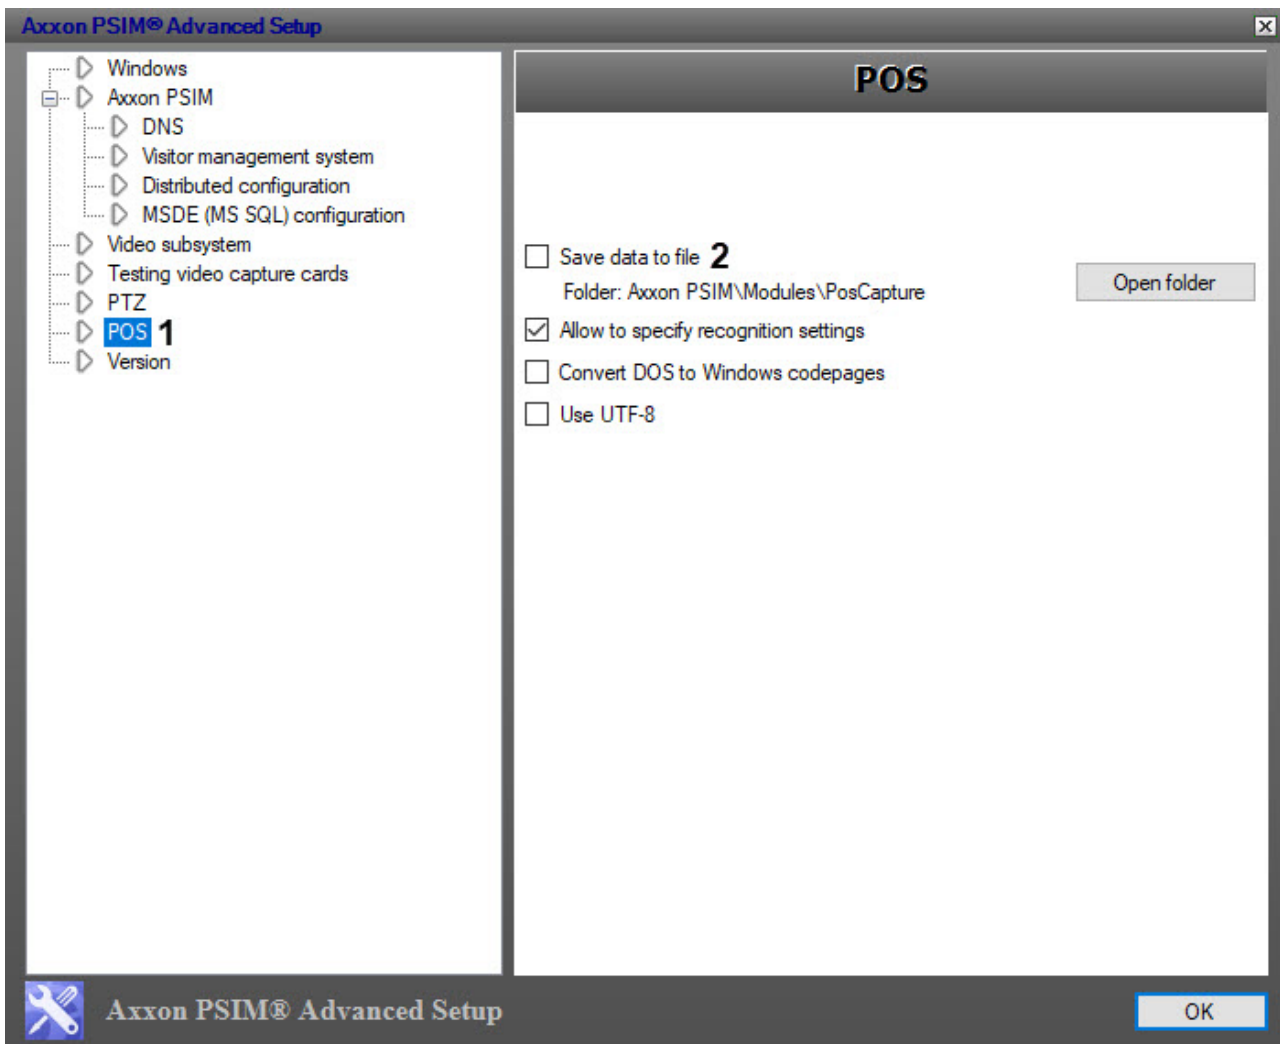 Axxon PSIM® Advanced Setup
Windows
Axxon PSIM
DNS
Visitor management system
Distributed configuration
MSDE (MS SQL) configuration
Video subsystem
Testing video capture cards
PTZ
POS 1
Version
POS
Save data to file 2
Folder: Axxon PSIM\Modules\PosCapture
Open folder
Allow to specify recognition settings
Convert DOS to Windows codepages
Use UTF-8
Axxon PSIM® Advanced Setup
OK